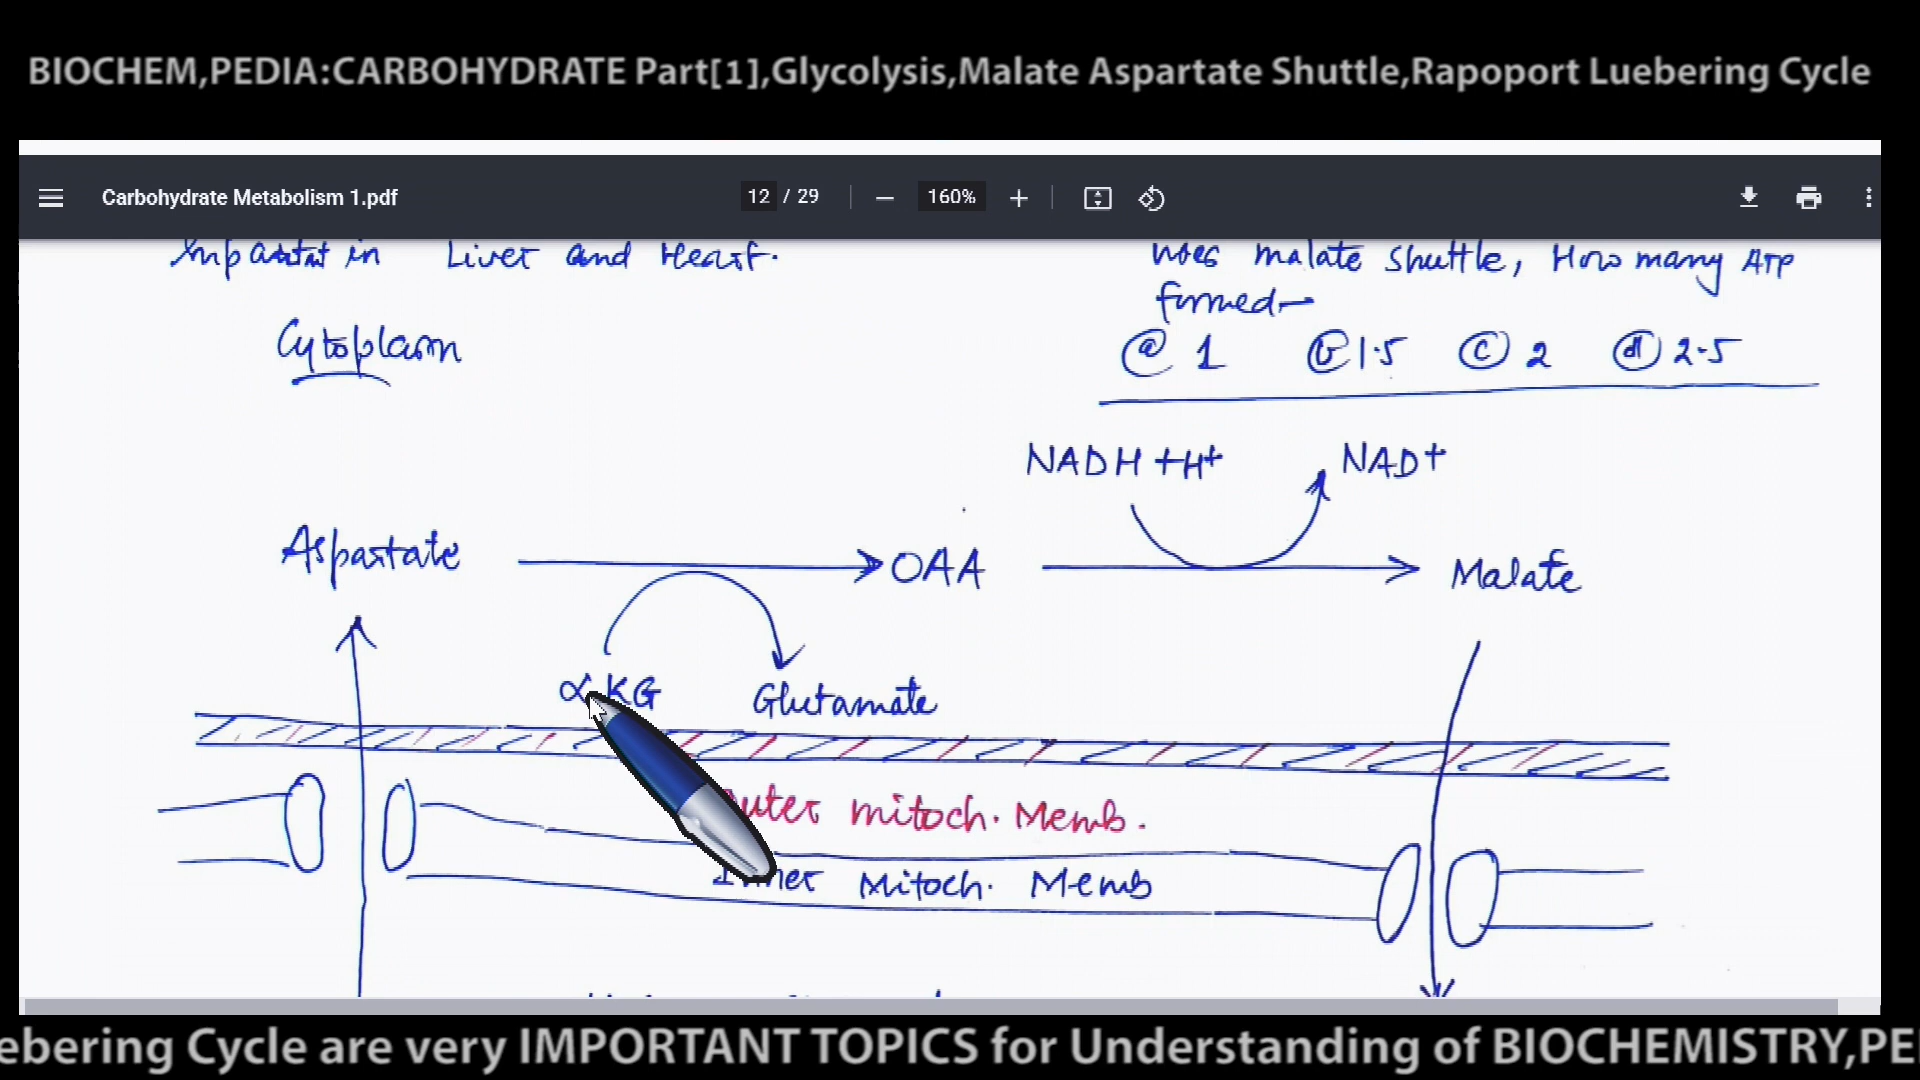 BIOCHEM,PEDIA:CARBOHYDRATE Part[1],Glycolysis,Malate Aspartate Shuttle,Rapoport Luebering Cycle
Carbohydrate Metabolism 1.pdf 12 / 29 160%
in Liver and Heart.
malate shuttle, How many ATP
formed-
Cytoplasm
ⓐ 1 ⓑ 1.5 ⓒ 2 ⓓ 2.5
NADH + H+ NAD+
Aspartate OAA Malate
αKG Glutamate
mitoch. Memb.
Mitoch. Memb
ebering Cycle are very IMPORTANT TOPICS for Understanding of BIOCHEMISTRY,PE